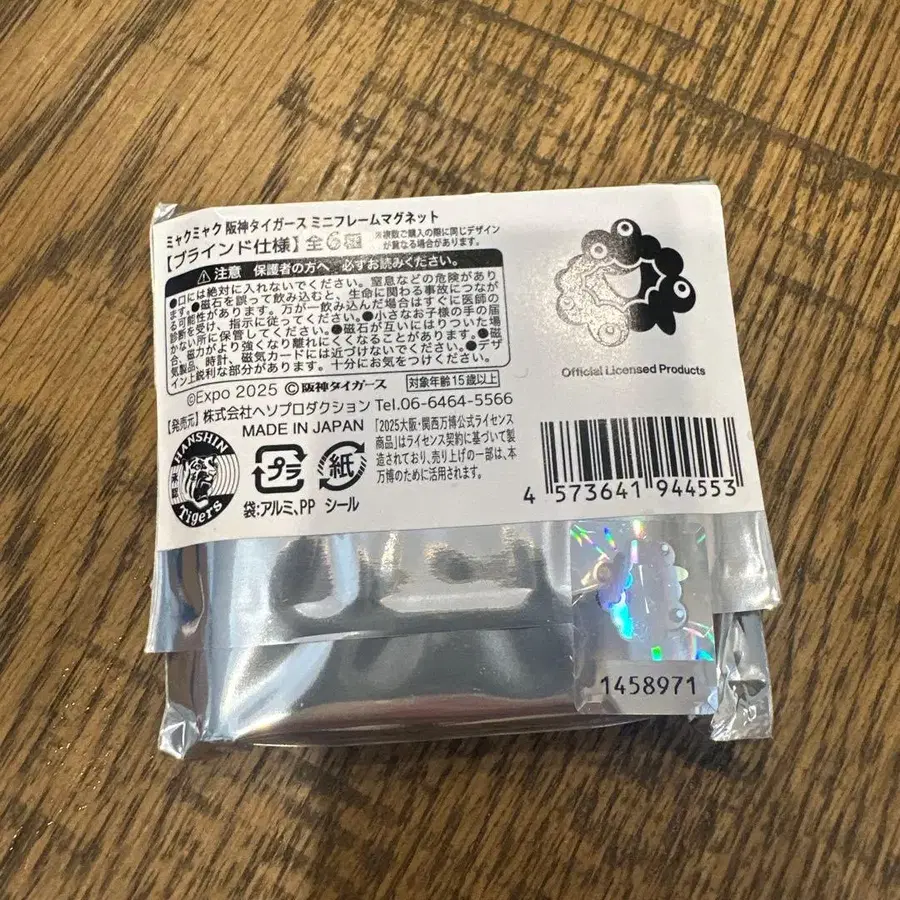 ミャクミャク 阪神タイガース ミニフレームマグネット
【ブラインド仕様】全6種 ※複数で購入の際に同じデザイン
が異なる場合があります。
⚠注意 保護者の方へ 必ずお読みください。
●口には絶対に入れないでください。窒息などの危険があり
ます。●磁石を誤って飲み込むと、生命に関わる事故につなが
る可能性があります。万が一飲み込んだ場合はすぐに医師の
診断を受け、指示に従ってください。●小さなお子様の手の届
かない所に保管してください。●磁石が互いにはりついた場
合、磁力がより強くなり離れにくくなることがあります。●磁
気製品、時計、磁気カードには近づけないでください。●デザ
イン上鋭利な部分があります。十分にお気をつけください。
©Expo 2025 ©阪神タイガース 対象年齢15歳以上
【発売元】株式会社ヘソプロダクション Tel.06-6464-5566
MADE IN JAPAN
「2025大阪・関西万博公式ライセンス
商品」はライセンス契約に基づいて製
造されており、売り上げの一部は、本
万博のために活用されます。
HANSHIN
承認
Tigers
プラ
紙
袋:アルミ、PP シール
Official Licensed Products
4 573641 944553
1458971